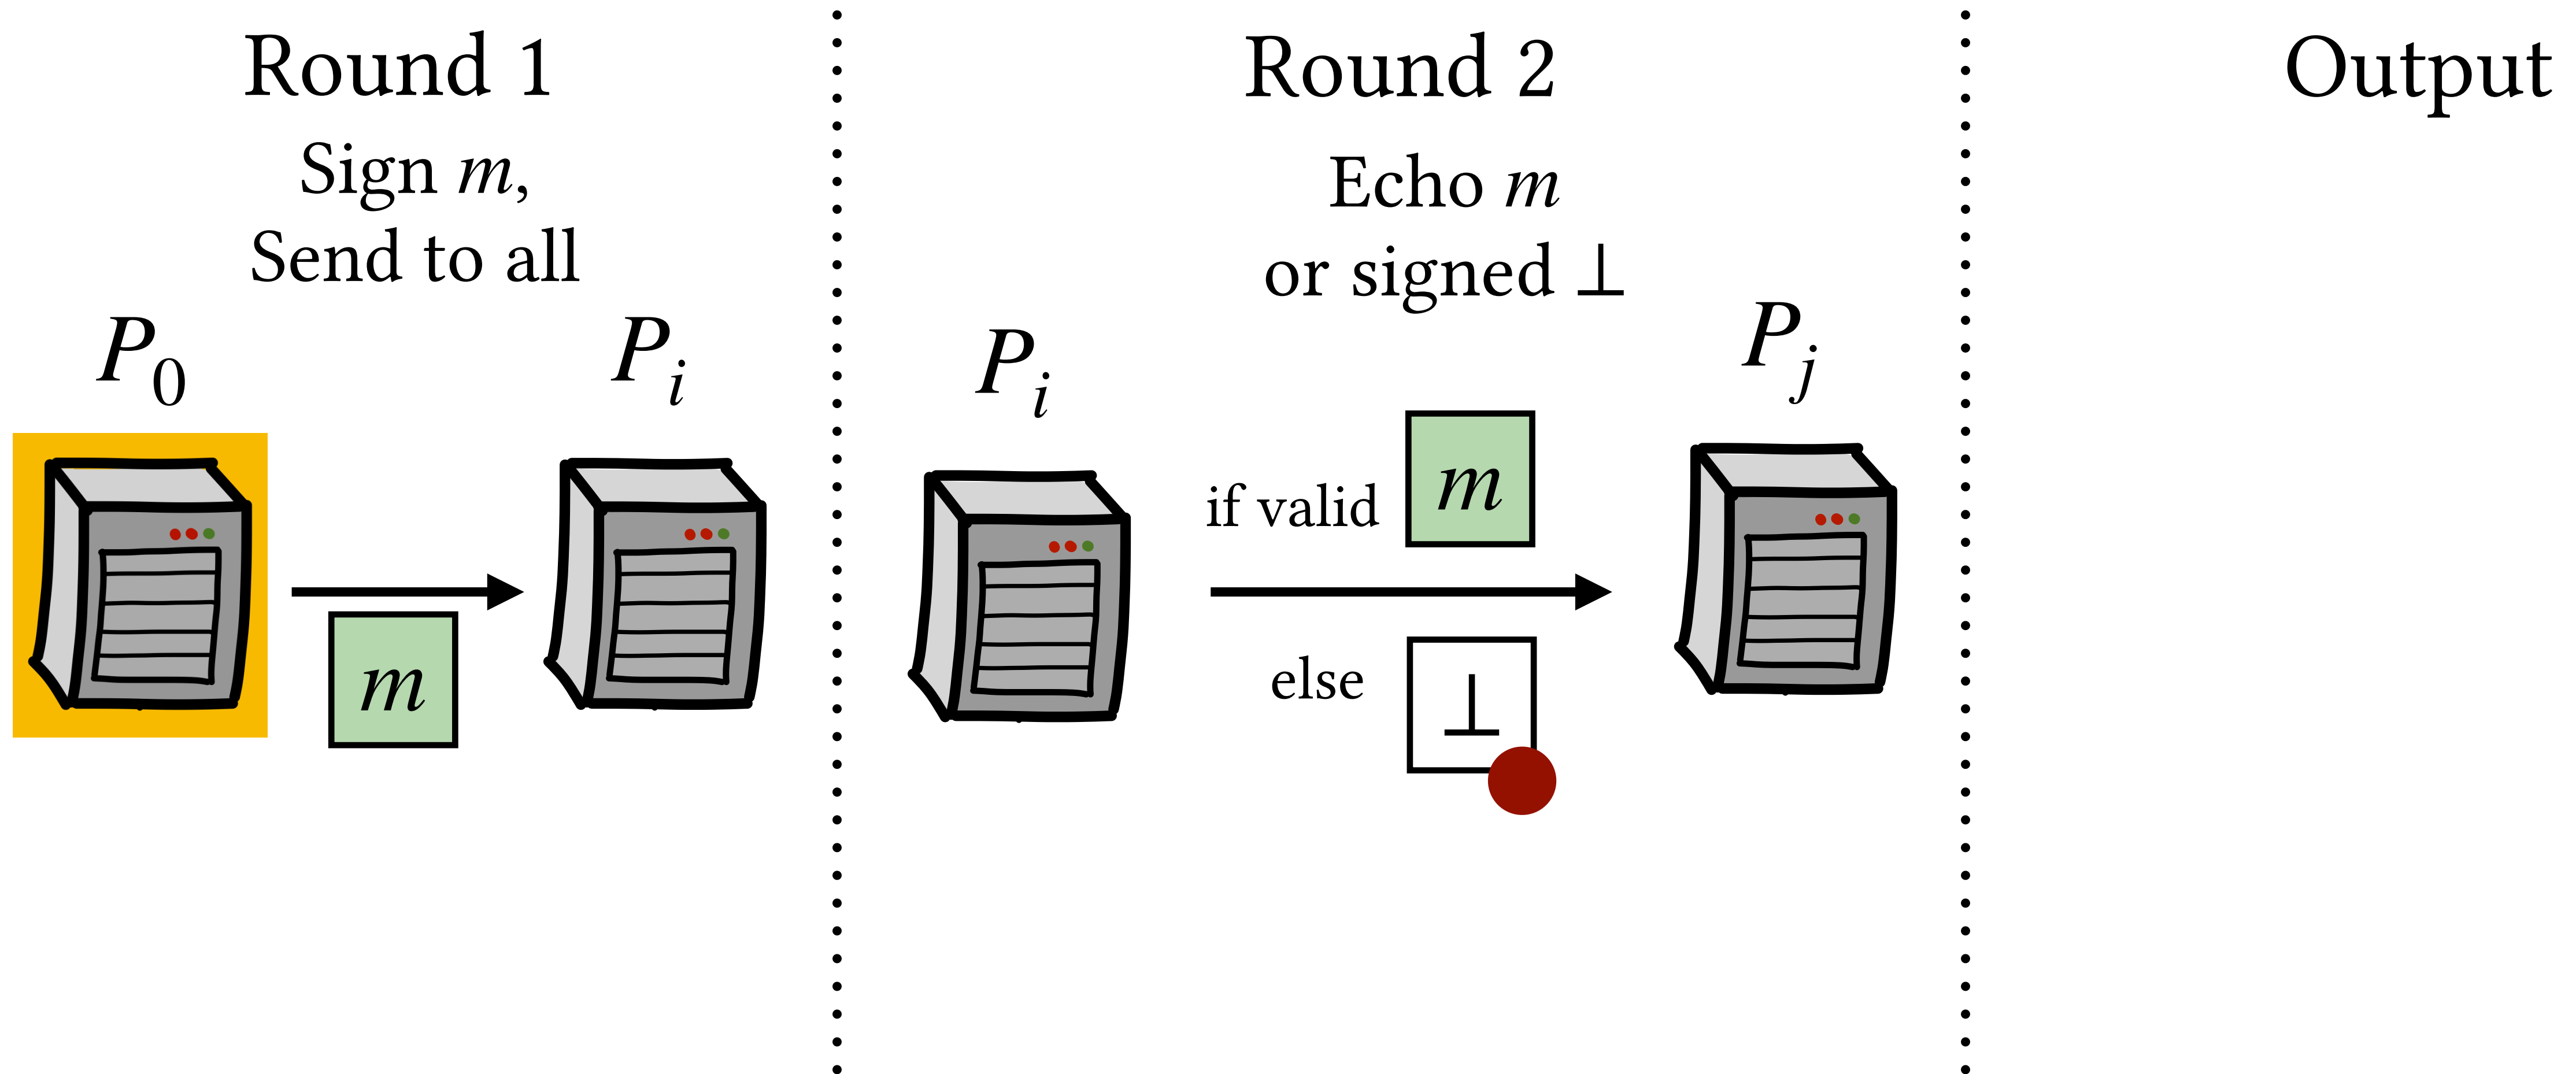 Round 1
Sign m,
Send to all
P₀
Pᵢ
m
Round 2
Echo m
or signed ⊥
Pᵢ
Pⱼ
if valid
m
else
⊥
Output